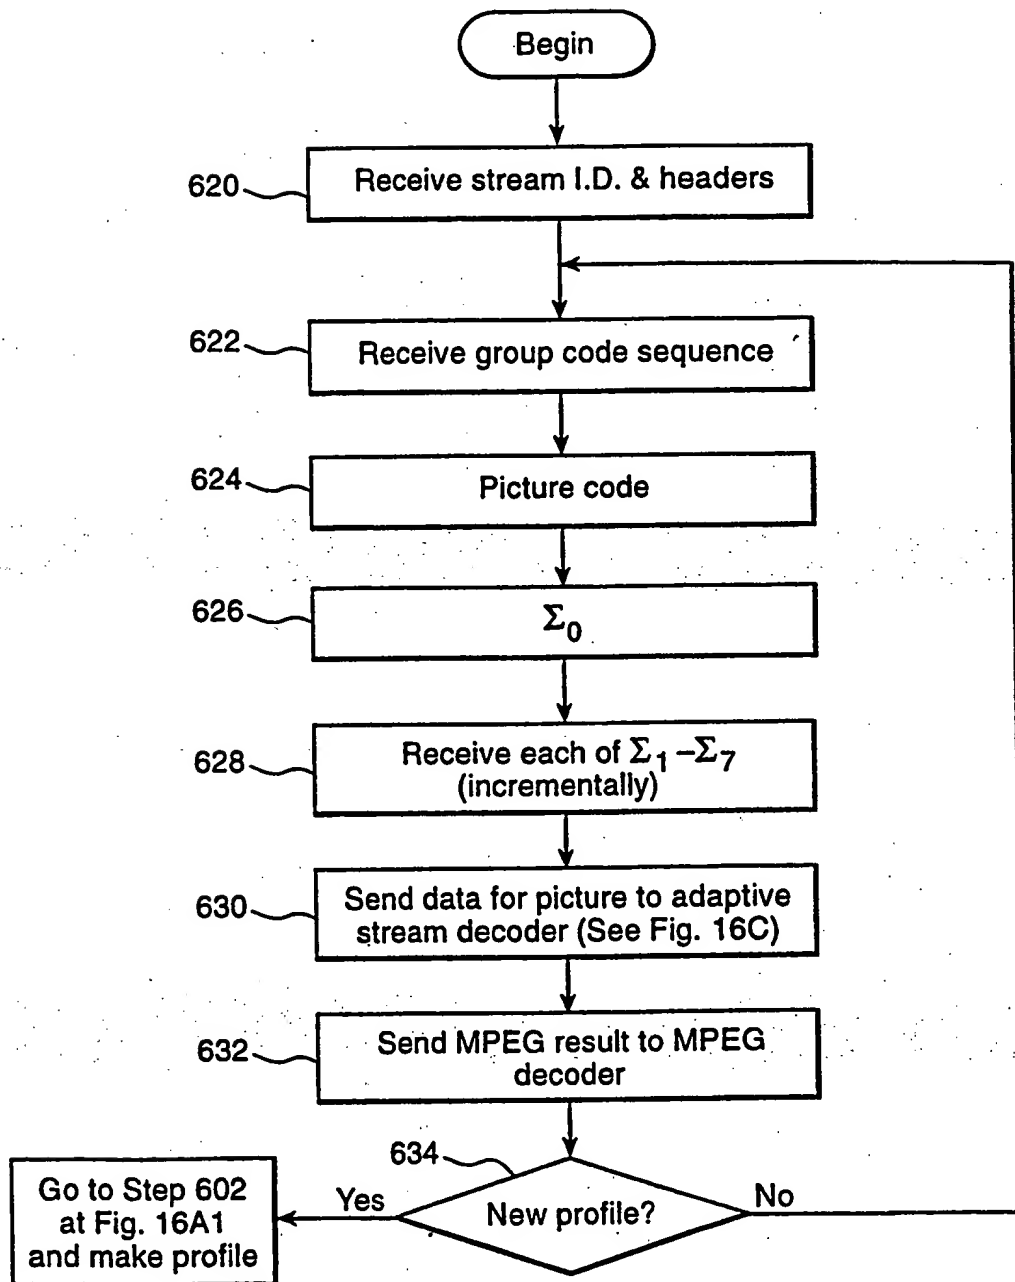 Begin
620
Receive stream I.D. & headers
622
Receive group code sequence
624
Picture code
626
Σ0
628
Receive each of Σ1–Σ7
(incrementally)
630
Send data for picture to adaptive
stream decoder (See Fig. 16C)
632
Send MPEG result to MPEG
decoder
634
New profile?
Yes
No
Go to Step 602
at Fig. 16A1
and make profile